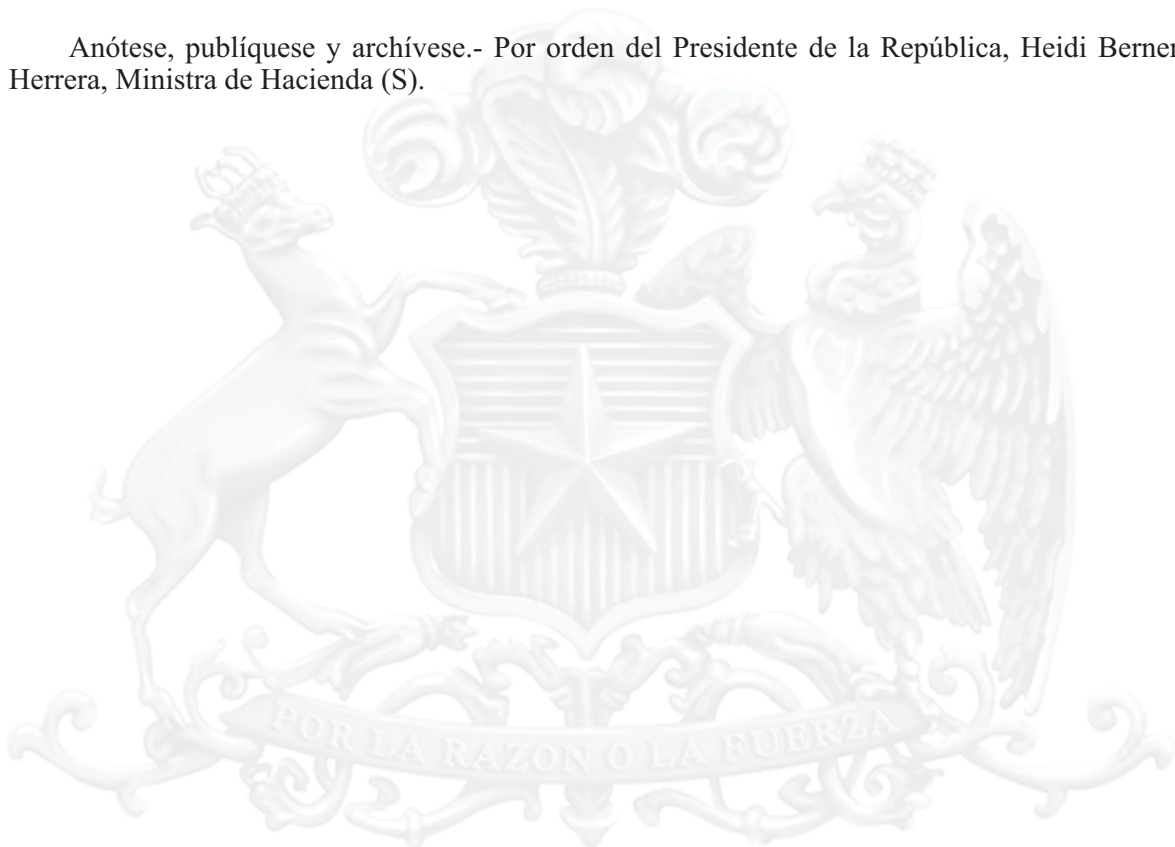 Anótese, publíquese y archívese.- Por orden del Presidente de la República, Heidi Berner
Herrera, Ministra de Hacienda (S).
POR LA RAZON O LA FUERZA